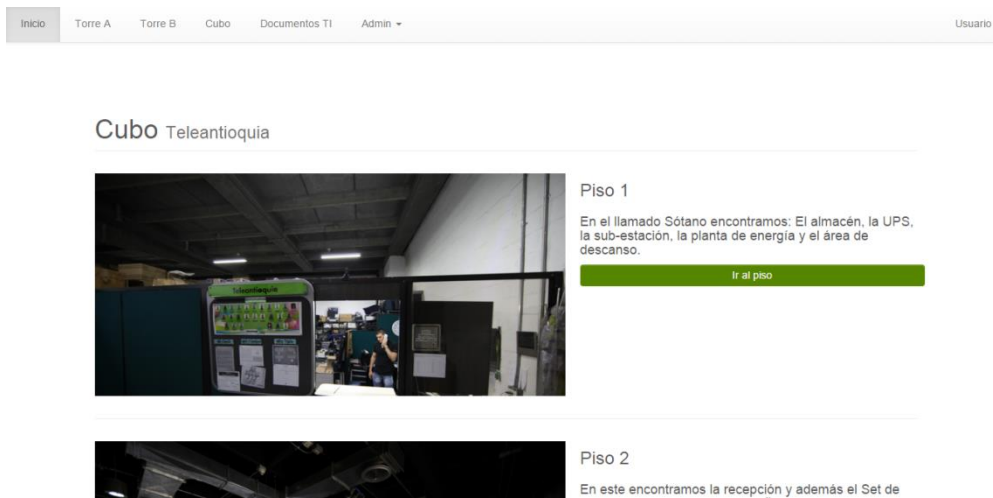 Inicio Torre A Torre B Cubo Documentos TI Admin Usuario
Cubo Teleantioquia
Teleantioquia
Piso 1
En el llamado Sótano encontramos: El almacén, la UPS,
la sub-estación, la planta de energía y el área de
descanso.
Ir al piso
Piso 2
En este encontramos la recepción y además el Set de